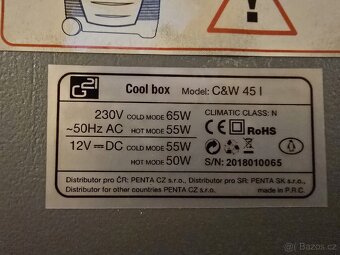 G21
Cool box Model: C&W 45 l
230V COLD MODE 65W
~50Hz AC HOT MODE 55W
12V DC COLD MODE 55W
HOT MODE 50W
CLIMATIC CLASS: N
CE RoHS
S/N: 2018010065
Distributor pro ČR: PENTA CZ s.r.o., Distributor pro SR: PENTA SK s.r.o.,
Distributor for other countries PENTA CZ s.r.o. made in P.R.C.
bazoš.cz